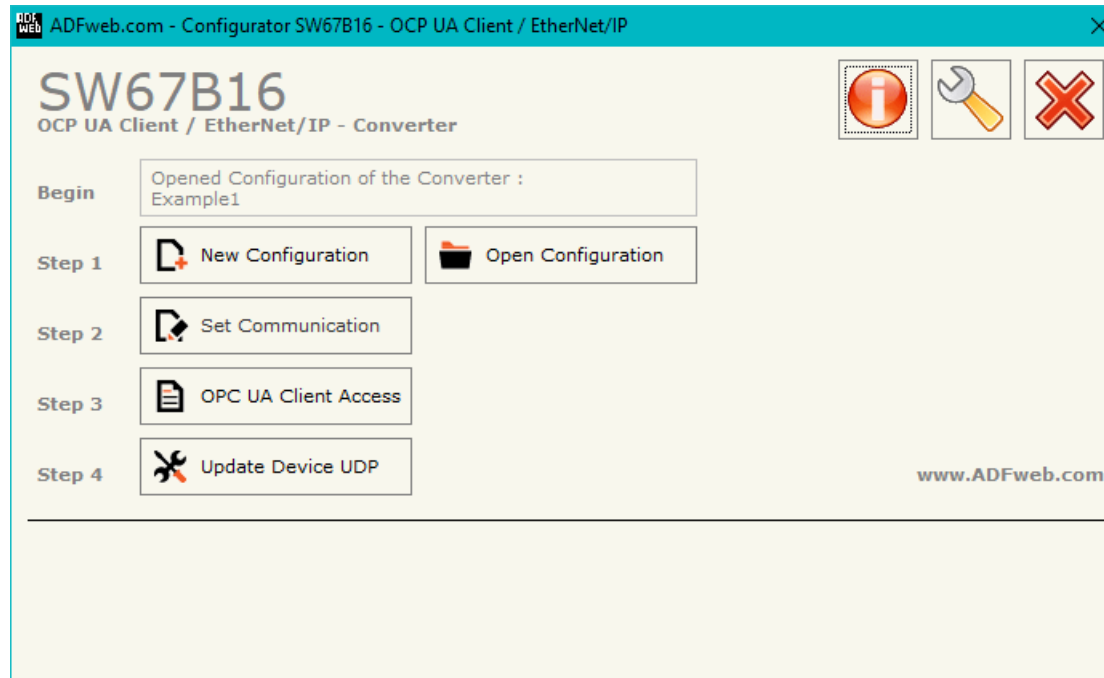 ADF web ADFweb.com - Configurator SW67B16 - OCP UA Client / EtherNet/IP
SW67B16
OCP UA Client / EtherNet/IP - Converter
Begin
Opened Configuration of the Converter :
Example1
Step 1
New Configuration
Open Configuration
Step 2
Set Communication
Step 3
OPC UA Client Access
Step 4
Update Device UDP
www.ADFweb.com